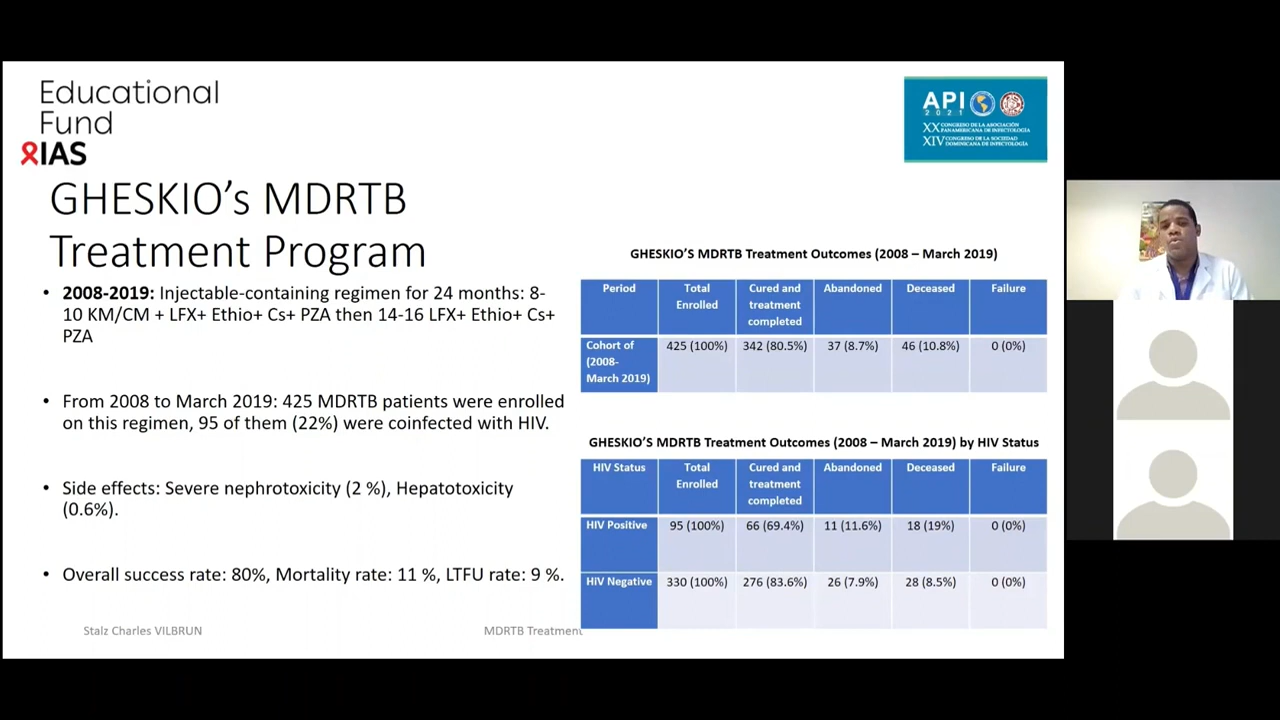 Educational
Fund
IAS
API
2021
XX CONGRESO DE LA ASOCIACIÓN
PANAMERICANA DE INFECTOLOGÍA
XIV CONGRESO DE LA SOCIEDAD
DOMINICANA DE INFECTOLOGÍA
GHESKIO’s MDRTB
Treatment Program
• 2008-2019: Injectable-containing regimen for 24 months: 8-
10 KM/CM + LFX+ Ethio+ Cs+ PZA then 14-16 LFX+ Ethio+ Cs+
PZA
• From 2008 to March 2019: 425 MDRTB patients were enrolled
on this regimen, 95 of them (22%) were coinfected with HIV.
• Side effects: Severe nephrotoxicity (2 %), Hepatotoxicity
(0.6%).
• Overall success rate: 80%, Mortality rate: 11 %, LTFU rate: 9 %.
GHESKIO’S MDRTB Treatment Outcomes (2008 – March 2019)
Period Total Enrolled Cured and treatment completed Abandoned Deceased Failure
Cohort of (2008- March 2019) 425 (100%) 342 (80.5%) 37 (8.7%) 46 (10.8%) 0 (0%)
GHESKIO’S MDRTB Treatment Outcomes (2008 – March 2019) by HIV Status
HIV Status Total Enrolled Cured and treatment completed Abandoned Deceased Failure
HIV Positive 95 (100%) 66 (69.4%) 11 (11.6%) 18 (19%) 0 (0%)
HIV Negative 330 (100%) 276 (83.6%) 26 (7.9%) 28 (8.5%) 0 (0%)
Stalz Charles VILBRUN
MDRTB Treatment